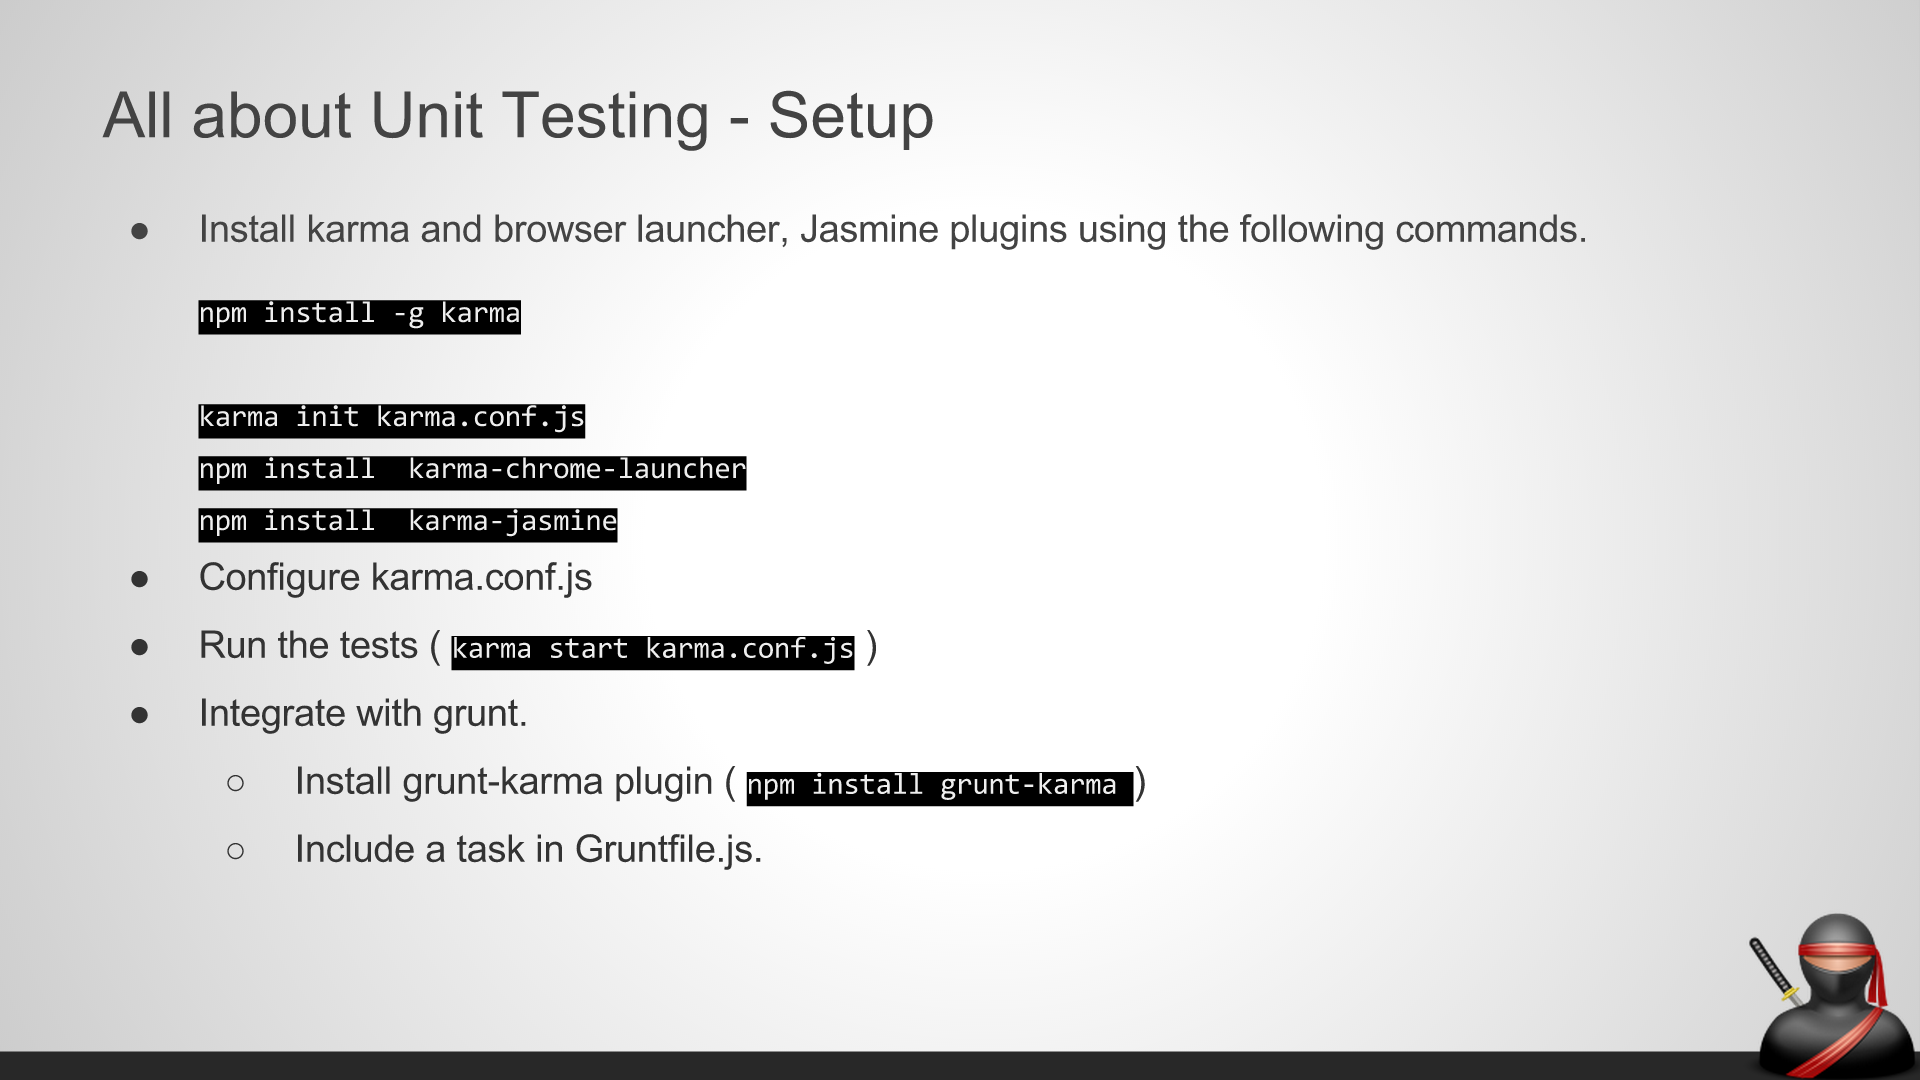 All about Unit Testing - Setup
● Install karma and browser launcher, Jasmine plugins using the following commands.
npm install -g karma
karma init karma.conf.js
npm install  karma-chrome-launcher
npm install  karma-jasmine
● Configure karma.conf.js
● Run the tests ( karma start karma.conf.js )
● Integrate with grunt.
○ Install grunt-karma plugin ( npm install grunt-karma )
○ Include a task in Gruntfile.js.